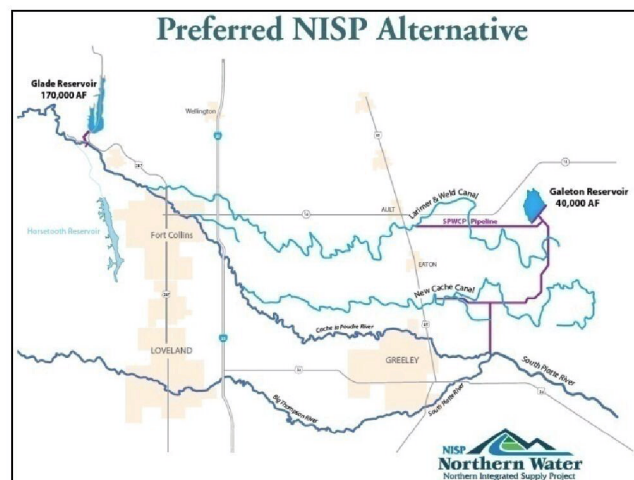 Preferred NISP Alternative
Glade Reservoir
170,000 AF
Wellington
Galeton Reservoir
40,000 AF
Larimer & Weld Canal
AULT
SPWCP Pipeline
Horsetooth Reservoir
Fort Collins
EATON
New Cache Canal
Cache la Poudre River
LOVELAND
GREELEY
South Platte River
Big Thompson River
South Platte River
NISP
Northern Water
Northern Integrated Supply Project